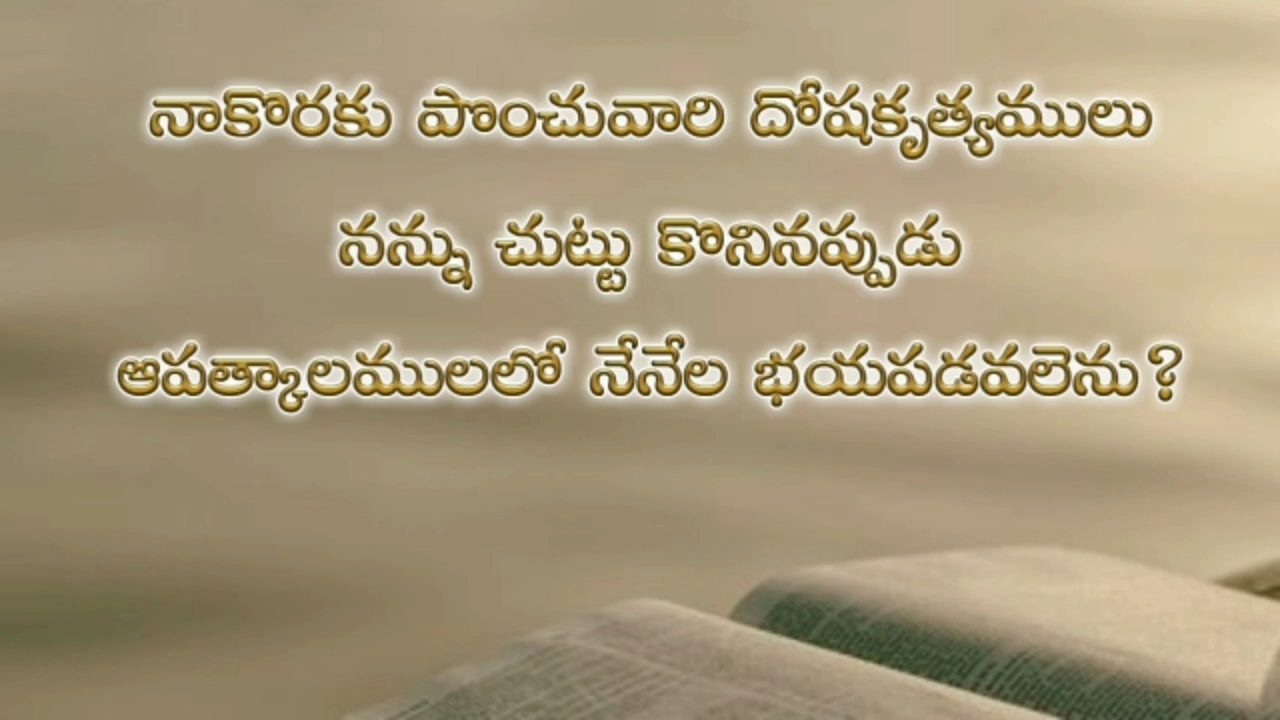 నాకొరకు పొంచువారి దోషకృత్యములు
నన్ను చుట్టు కొనినప్పుడు
ఆపత్కాలములలో నేనేల భయపడవలెను?